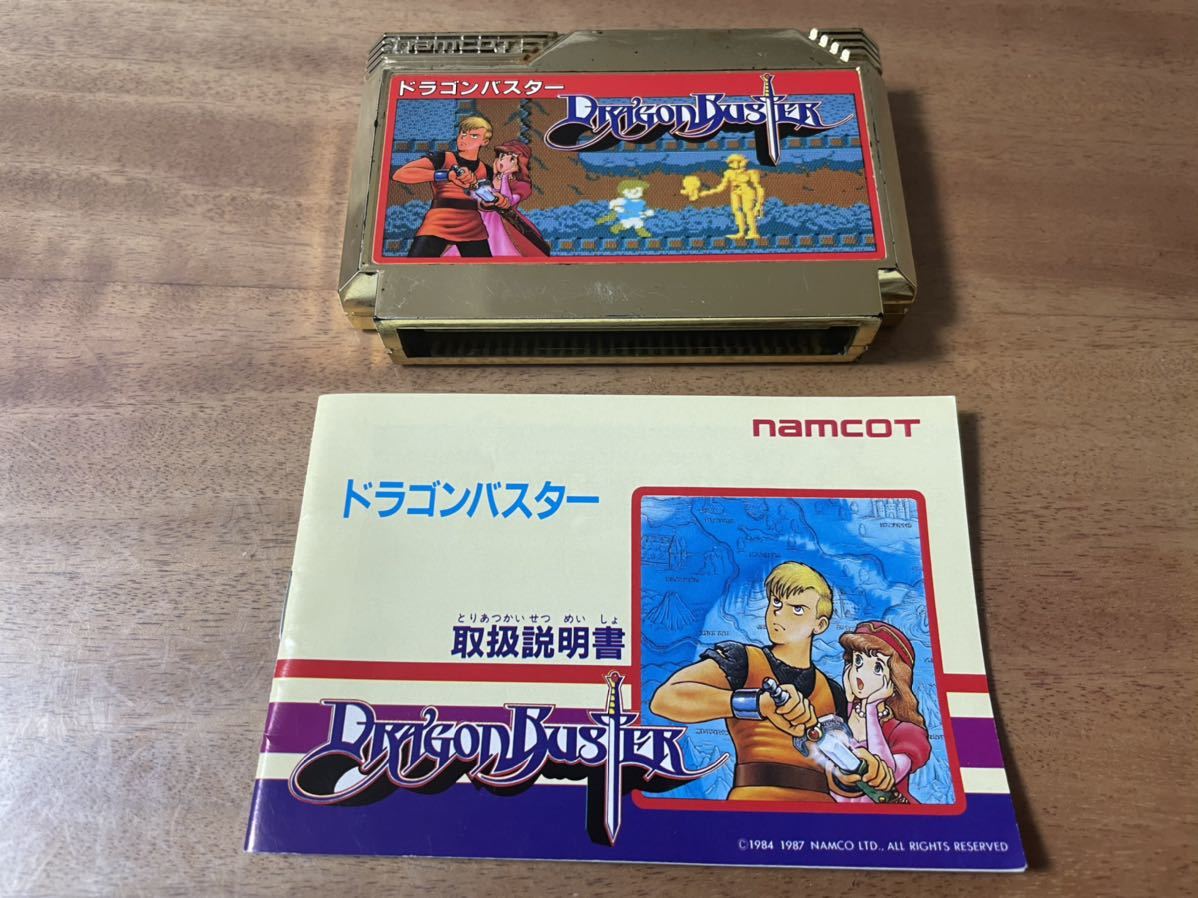 namcot
ドラゴンバスター
DRAGON BUSTER
namcot
ドラゴンバスター
とりあつかいせつ めい しょ
取扱説明書
DRAGON BUSTER
©1984 1987 NAMCO LTD., ALL RIGHTS RESERVED